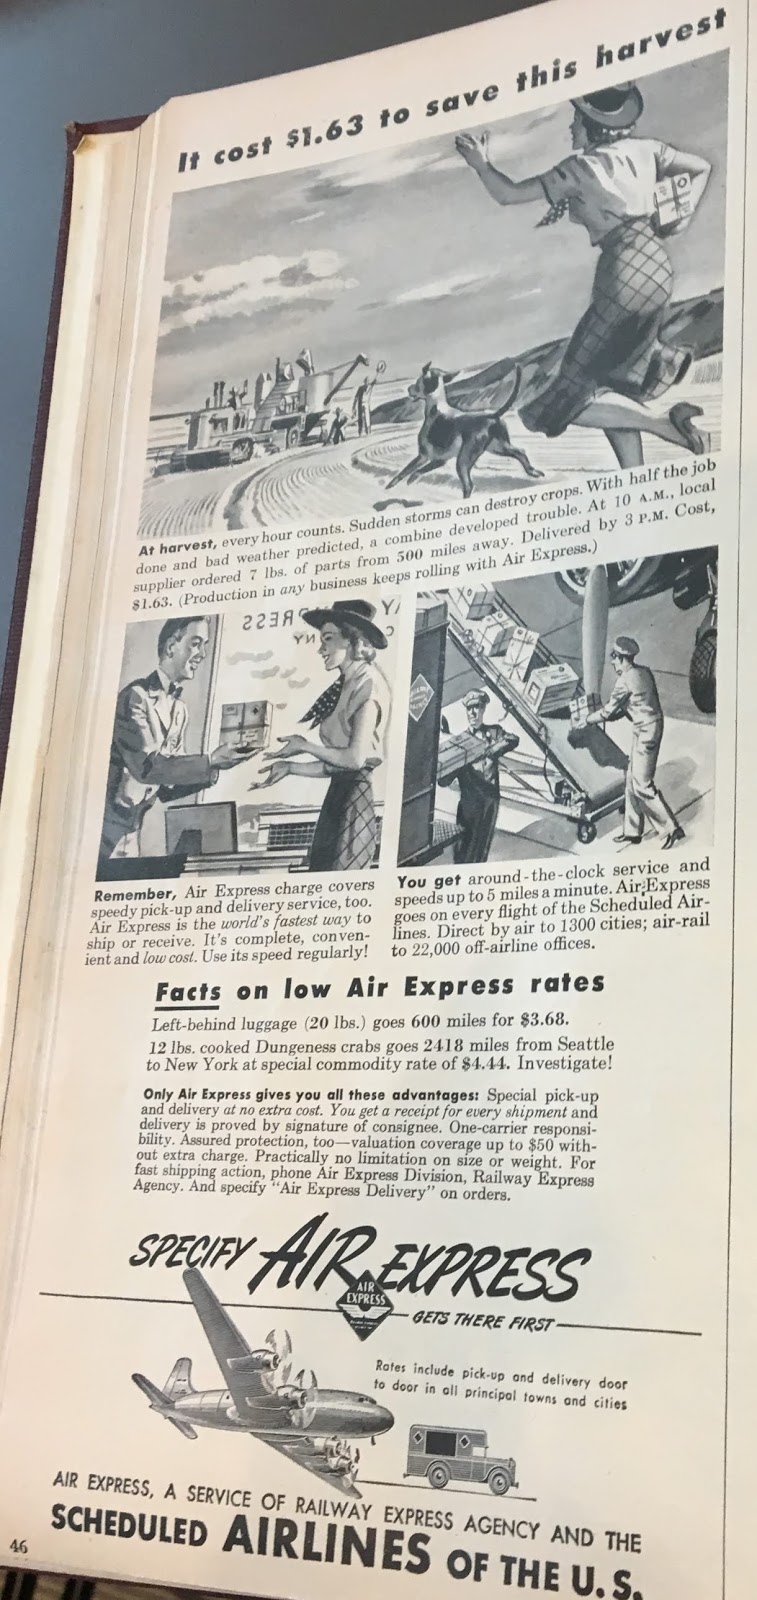 It cost $1.63 to save this harvest
At harvest, every hour counts. Sudden storms can destroy crops. With half the job
done and bad weather predicted, a combine developed trouble. At 10 A.M., local
supplier ordered 7 lbs. of parts from 500 miles away. Delivered by 3 P.M. Cost,
$1.63. (Production in any business keeps rolling with Air Express.)
Remember, Air Express charge covers
speedy pick-up and delivery service, too.
Air Express is the world's fastest way to
ship or receive. It's complete, conven-
ient and low cost. Use its speed regularly!
You get around-the-clock service and
speeds up to 5 miles a minute. Air Express
goes on every flight of the Scheduled Air-
lines. Direct by air to 1300 cities; air-rail
to 22,000 off-airline offices.
Facts on low Air Express rates
Left-behind luggage (20 lbs.) goes 600 miles for $3.68.
12 lbs. cooked Dungeness crabs goes 2418 miles from Seattle
to New York at special commodity rate of $4.44. Investigate!
Only Air Express gives you all these advantages: Special pick-up
and delivery at no extra cost. You get a receipt for every shipment and
delivery is proved by signature of consignee. One-carrier responsi-
bility. Assured protection, too—valuation coverage up to $50 with-
out extra charge. Practically no limitation on size or weight. For
fast shipping action, phone Air Express Division, Railway Express
Agency. And specify "Air Express Delivery" on orders.
SPECIFY AIR EXPRESS
AIR
EXPRESS
GETS THERE FIRST
Rates include pick-up and delivery door
to door in all principal towns and cities
AIR EXPRESS, A SERVICE OF RAILWAY EXPRESS AGENCY AND THE
SCHEDULED AIRLINES OF THE U.S.
46